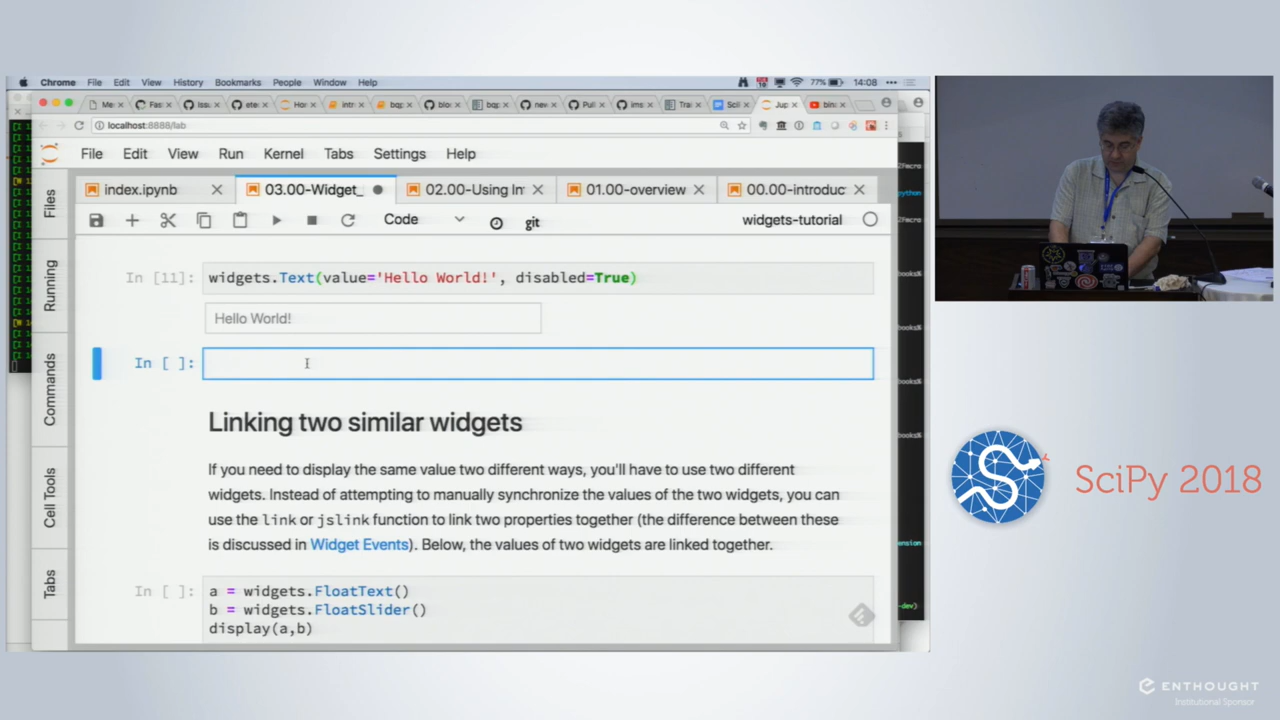 Chrome File Edit View History Bookmarks People Window Help 77% 14:08
localhost:8888/lab
File Edit View Run Kernel Tabs Settings Help
index.ipynb 03.00-Widget_ 02.00-Using In 01.00-overview 00.00-introduc
Code git widgets-tutorial
Files
Running
Commands
Cell Tools
Tabs
In [11]: widgets.Text(value='Hello World!', disabled=True)
Hello World!
In [ ]:
Linking two similar widgets
If you need to display the same value two different ways, you'll have to use two different
widgets. Instead of attempting to manually synchronize the values of the two widgets, you can
use the link or jslink function to link two properties together (the difference between these
is discussed in Widget Events). Below, the values of two widgets are linked together.
In [ ]: a = widgets.FloatText()
b = widgets.FloatSlider()
display(a,b)
SciPy 2018
ENTHOUGHT
Institutional Sponsor